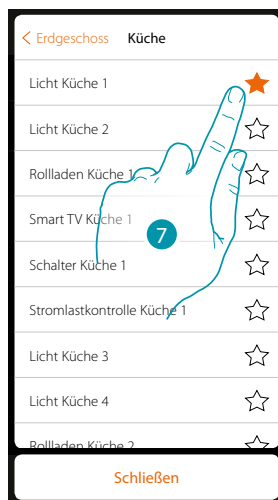 Erdgeschoss Küche
Licht Küche 1
Licht Küche 2
Rollladen Küche 1
Smart TV Küche 1
7
Schalter Küche 1
Stromlastkontrolle Küche 1
Licht Küche 3
Licht Küche 4
Rollladen Küche 2
Schließen